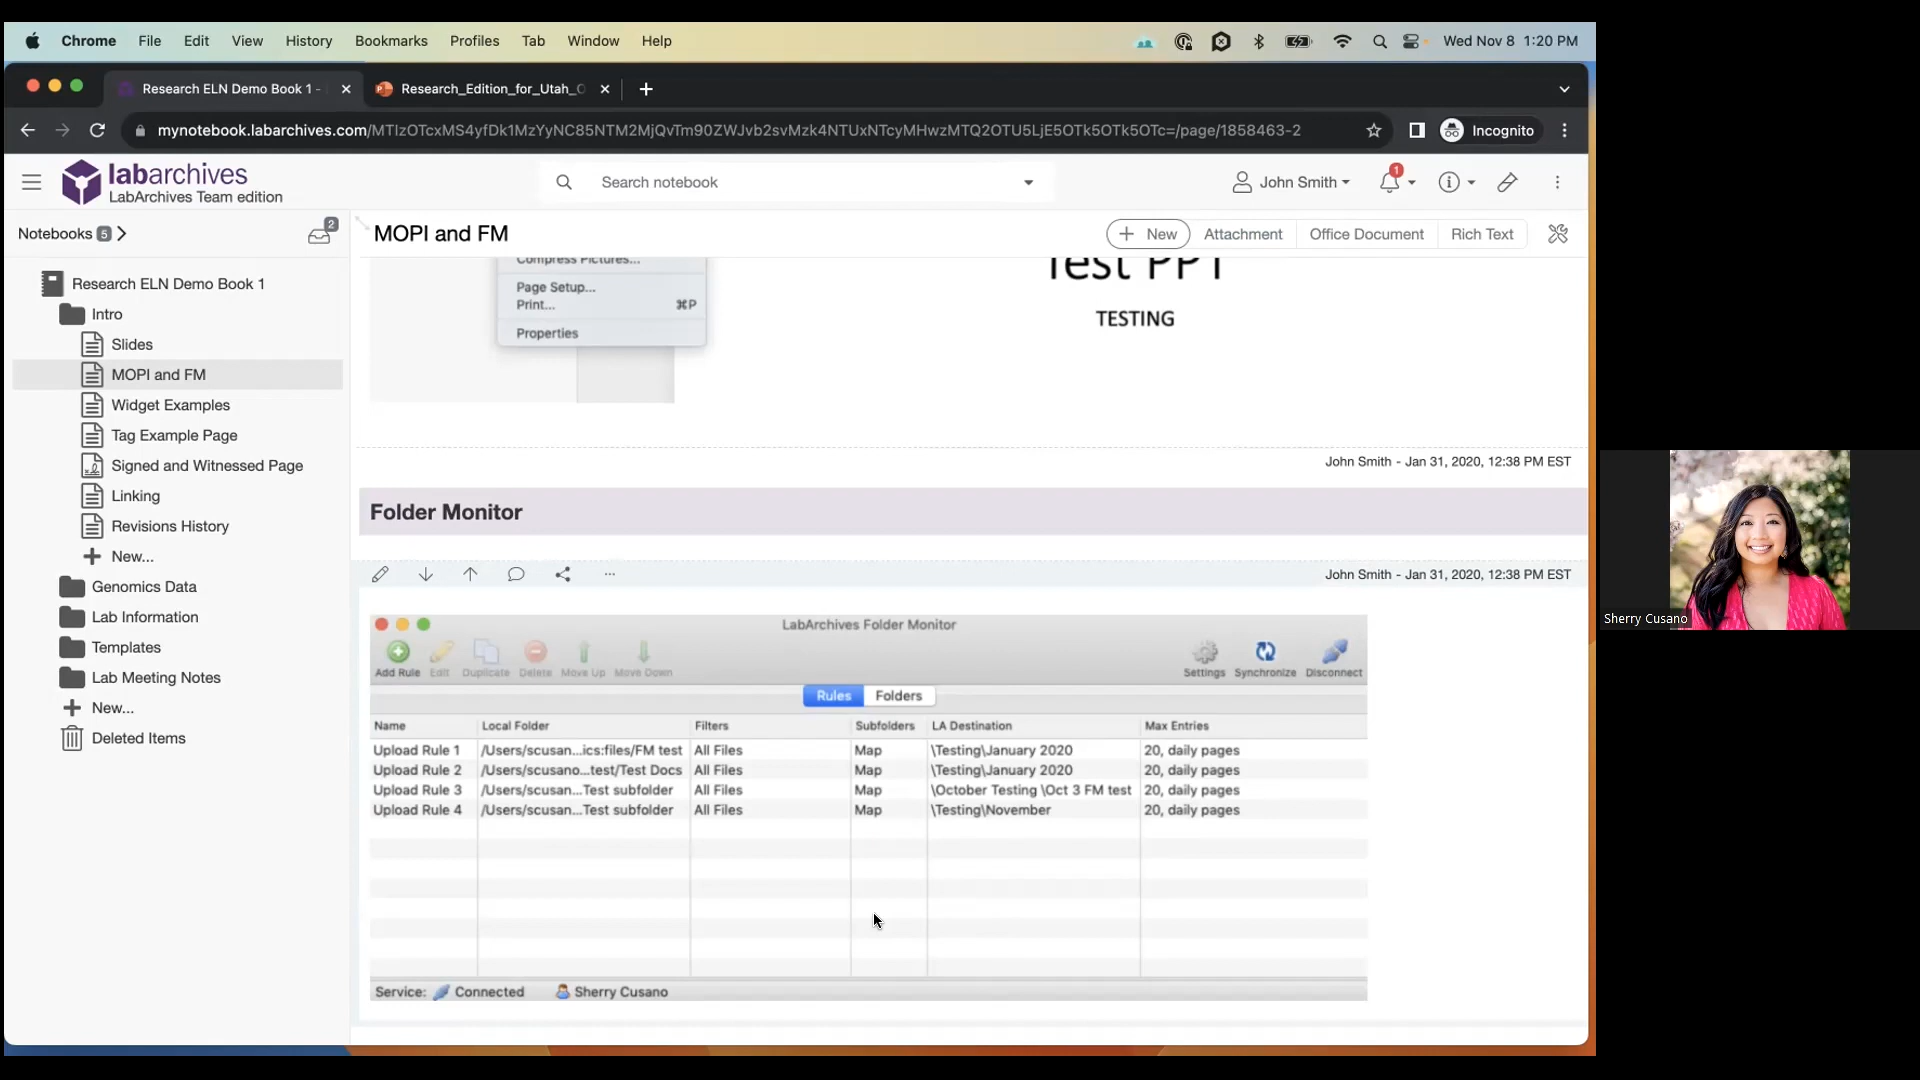 Chrome File Edit View History Bookmarks Profiles Tab Window Help Wed Nov 8 1:20 PM
Research ELN Demo Book 1 - Research_Edition_for_Utah_
mynotebook.labarchives.com/MTIzOTcxMS4yfDk1MzYyNC85NTM2MjQvTm90ZWJvb2svMzk4NTUxNTcyMHwzMTQ2OTU5LjE5OTk5OTk5OTc=/page/1858463-2 Incognito
labarchives
LabArchives Team edition
Search notebook
John Smith
1
Notebooks 5
2
MOPI and FM
New Attachment Office Document Rich Text
Research ELN Demo Book 1
Intro
Slides
MOPI and FM
Widget Examples
Tag Example Page
Signed and Witnessed Page
Linking
Revisions History
New...
Genomics Data
Lab Information
Templates
Lab Meeting Notes
New...
Deleted Items
Compress Pictures...
Page Setup...
Print... ⌘P
Properties
Test PPT
TESTING
John Smith - Jan 31, 2020, 12:38 PM EST
Folder Monitor
John Smith - Jan 31, 2020, 12:38 PM EST
LabArchives Folder Monitor
Add Rule Edit Duplicate Delete Move Up Move Down Settings Synchronize Disconnect
Rules Folders
Name Local Folder Filters Subfolders LA Destination Max Entries
Upload Rule 1 /Users/scusan...ics:files/FM test All Files Map \Testing\January 2020 20, daily pages
Upload Rule 2 /Users/scusano...test/Test Docs All Files Map \Testing\January 2020 20, daily pages
Upload Rule 3 /Users/scusan...Test subfolder All Files Map \October Testing \Oct 3 FM test 20, daily pages
Upload Rule 4 /Users/scusan...Test subfolder All Files Map \Testing\November 20, daily pages
Service: Connected Sherry Cusano
Sherry Cusano